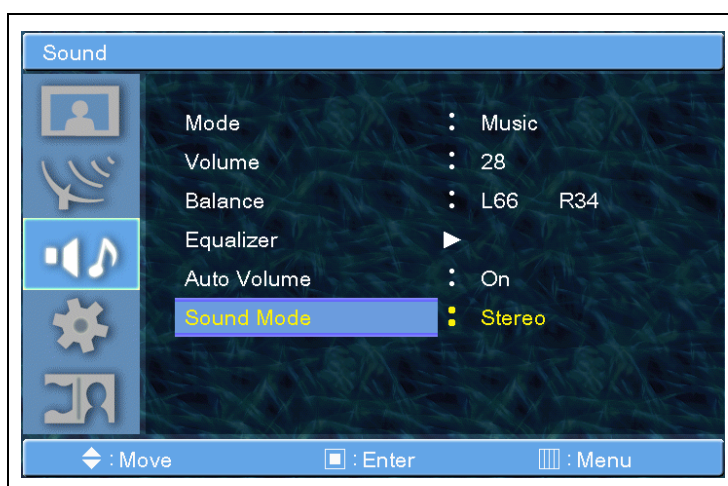 Sound
Mode : Music
Volume : 28
Balance : L66 R34
Equalizer
Auto Volume : On
Sound Mode : Stereo
: Move : Enter : Menu